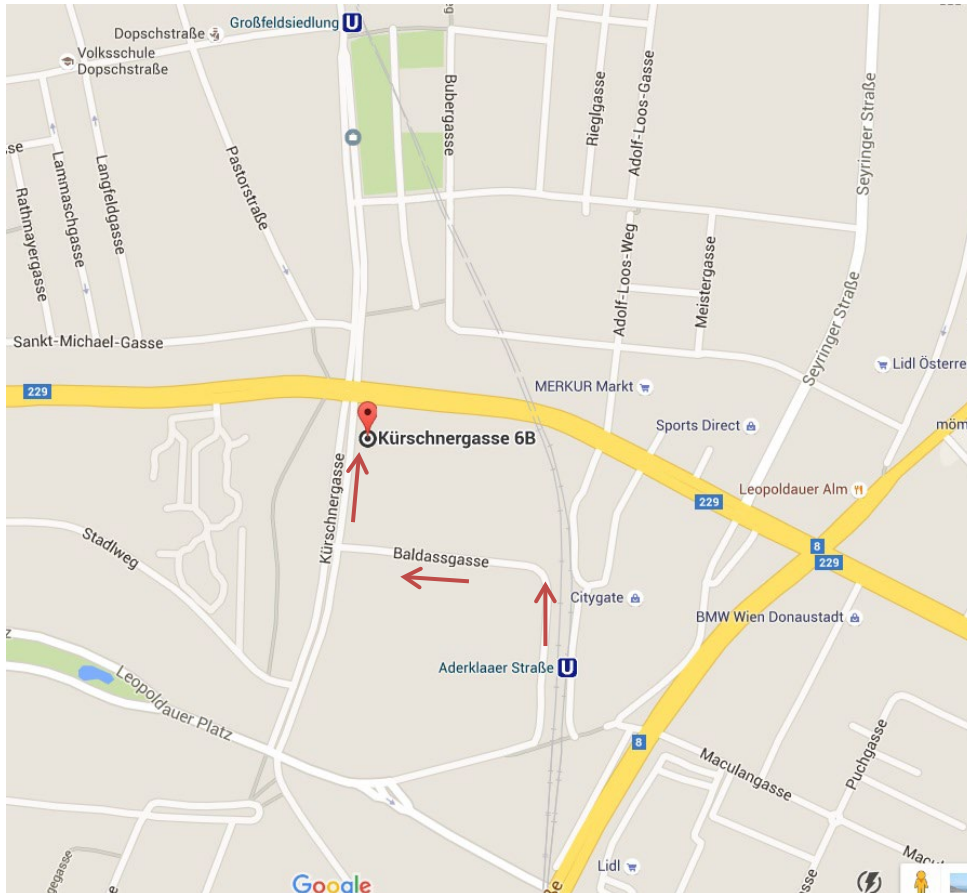 Großfeldsiedlung
U
Dopschstraße
Volksschule
Dopschstraße
Bubergasse
Rieglgasse
Adolf-Loos-Gasse
Seyringer Straße
Lammaschgasse
Langfeldgasse
Pastorstraße
Rathmayergasse
Adolf-Loos-Weg
Meistergasse
Sankt-Michael-Gasse
Seyringer Straße
Lidl Österre
229
MERKUR Markt
Kürschnergasse 6B
Sports Direct
möm
Leopoldauer Alm
229
Kürschnergasse
Stadlweg
Baldassgasse
8
229
Citygate
BMW Wien Donaustadt
Aderklaaer Straße
U
Leopoldauer Platz
8
Maculangasse
Puchgasse
Lidl
Google